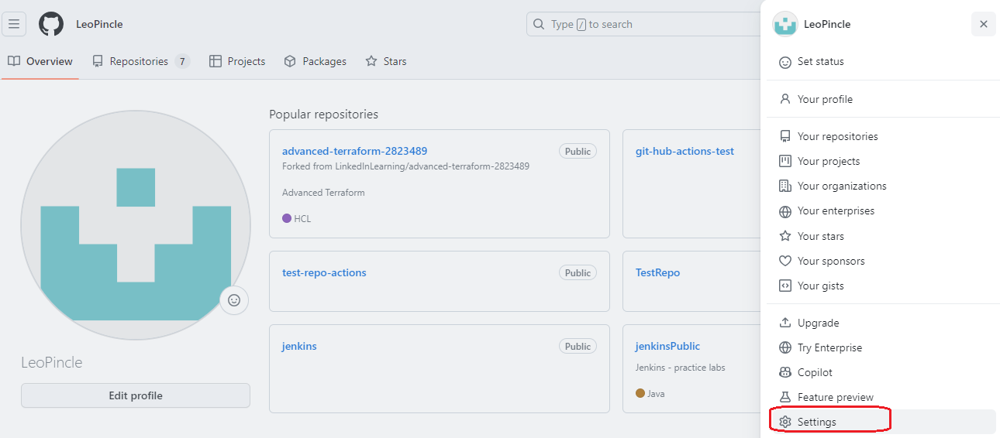 LeoPincle
Type / to search
Overview
Repositories 7
Projects
Packages
Stars
Popular repositories
advanced-terraform-2823489 Public
Forked from LinkedInLearning/advanced-terraform-2823489
Advanced Terraform
HCL
git-hub-actions-test
test-repo-actions Public
TestRepo
jenkins Public
jenkinsPublic
Jenkins - practice labs
Java
LeoPincle
Edit profile
LeoPincle
Set status
Your profile
Your repositories
Your projects
Your organizations
Your enterprises
Your stars
Your sponsors
Your gists
Upgrade
Try Enterprise
Copilot
Feature preview
Settings